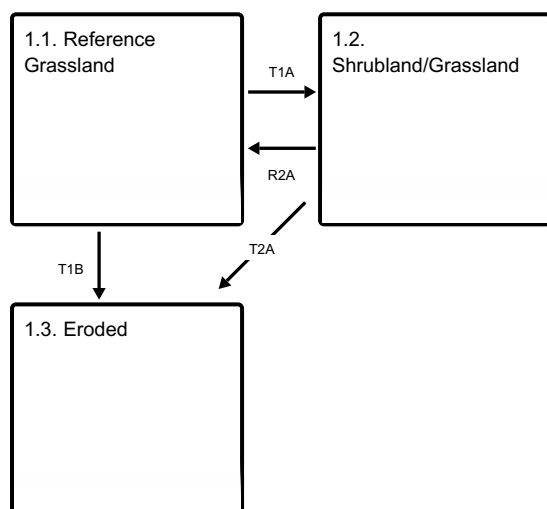 1.1. Reference
Grassland
1.2.
Shrubland/Grassland
T1A
R2A
T1B
T2A
1.3. Eroded